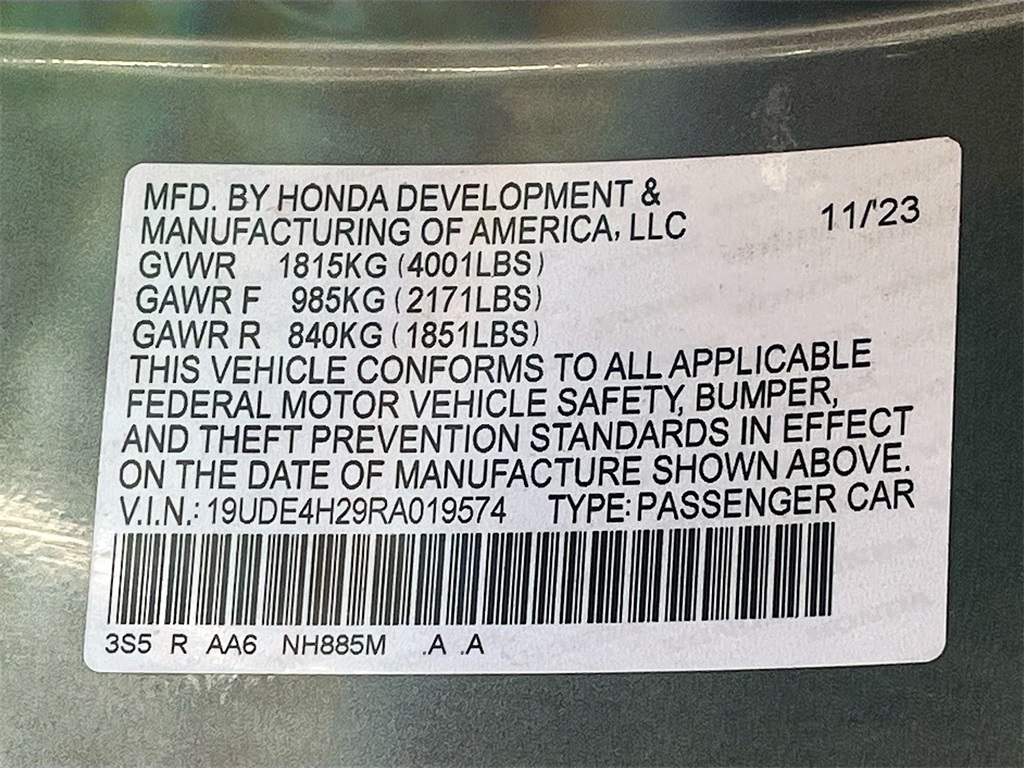 MFD. BY HONDA DEVELOPMENT &
MANUFACTURING OF AMERICA, LLC 11/'23
GVWR 1815KG (4001LBS)
GAWR F 985KG (2171LBS)
GAWR R 840KG (1851LBS)
THIS VEHICLE CONFORMS TO ALL APPLICABLE
FEDERAL MOTOR VEHICLE SAFETY, BUMPER,
AND THEFT PREVENTION STANDARDS IN EFFECT
ON THE DATE OF MANUFACTURE SHOWN ABOVE.
V.I.N.: 19UDE4H29RA019574 TYPE: PASSENGER CAR
3S5 R AA6 NH885M .A .A